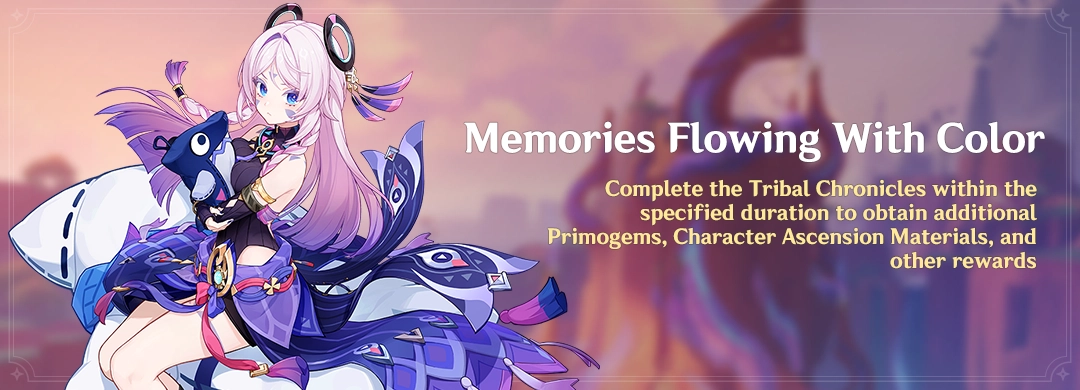 Memories Flowing With Color
Complete the Tribal Chronicles within the
specified duration to obtain additional
Primogems, Character Ascension Materials, and
other rewards